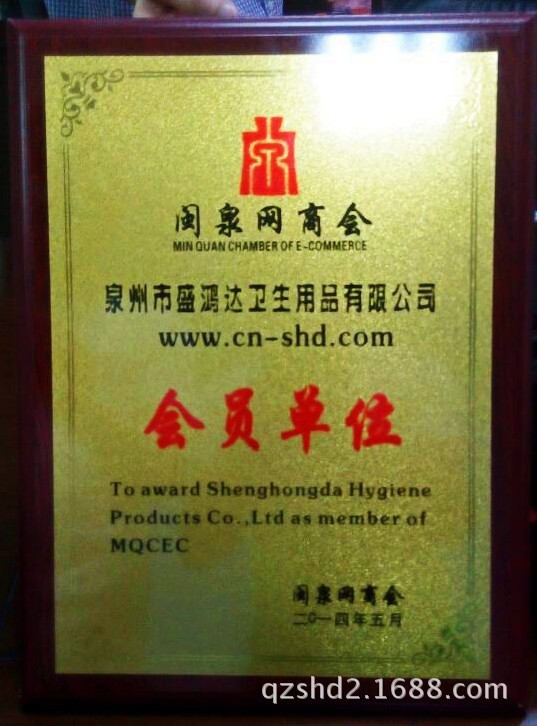 闽泉网商会
MIN QUAN CHAMBER OF E-COMMERCE
泉州市盛鸿达卫生用品有限公司
www.cn-shd.com
会员单位
To award Shenghongda Hygiene
Products Co.,Ltd as member of
MQCEC
闽泉网商会
二〇一四年五月
qzshd2.1688.com